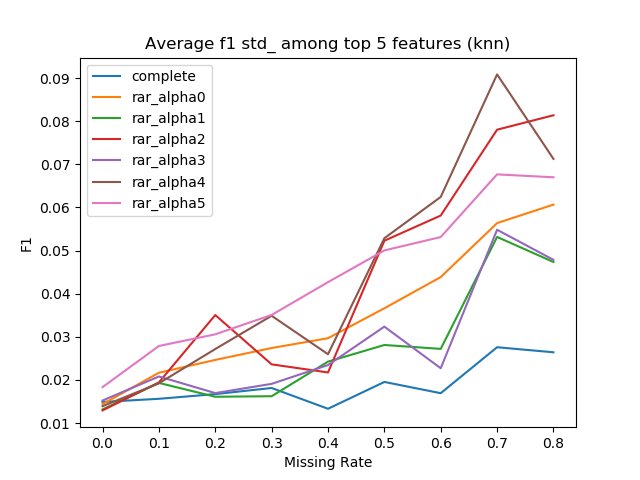 Average f1 std_ among top 5 features (knn)
complete
rar_alpha0
rar_alpha1
rar_alpha2
rar_alpha3
rar_alpha4
rar_alpha5
0.09
0.08
0.07
0.06
0.05
0.04
0.03
0.02
0.01
F1
0.0 0.1 0.2 0.3 0.4 0.5 0.6 0.7 0.8
Missing Rate